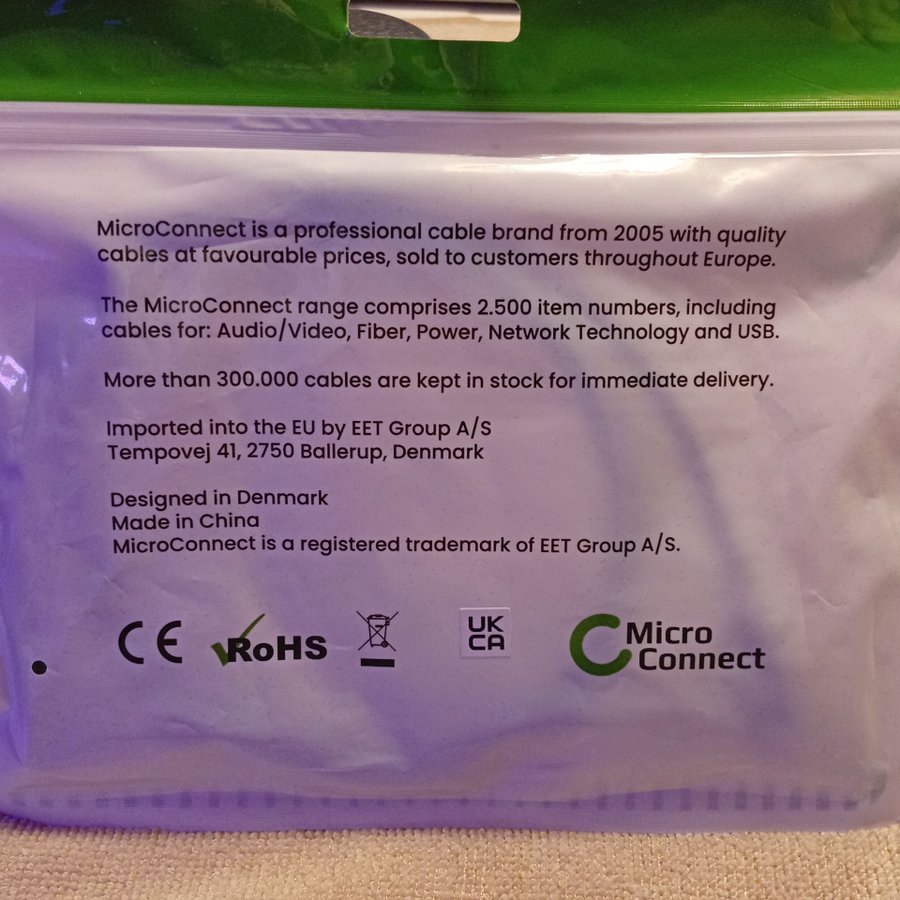 MicroConnect is a professional cable brand from 2005 with quality
cables at favourable prices, sold to customers throughout Europe.
The MicroConnect range comprises 2.500 item numbers, including
cables for: Audio/Video, Fiber, Power, Network Technology and USB.
More than 300.000 cables are kept in stock for immediate delivery.
Imported into the EU by EET Group A/S
Tempovej 41, 2750 Ballerup, Denmark
Designed in Denmark
Made in China
MicroConnect is a registered trademark of EET Group A/S.
CE RoHS UK
CA
Micro
Connect